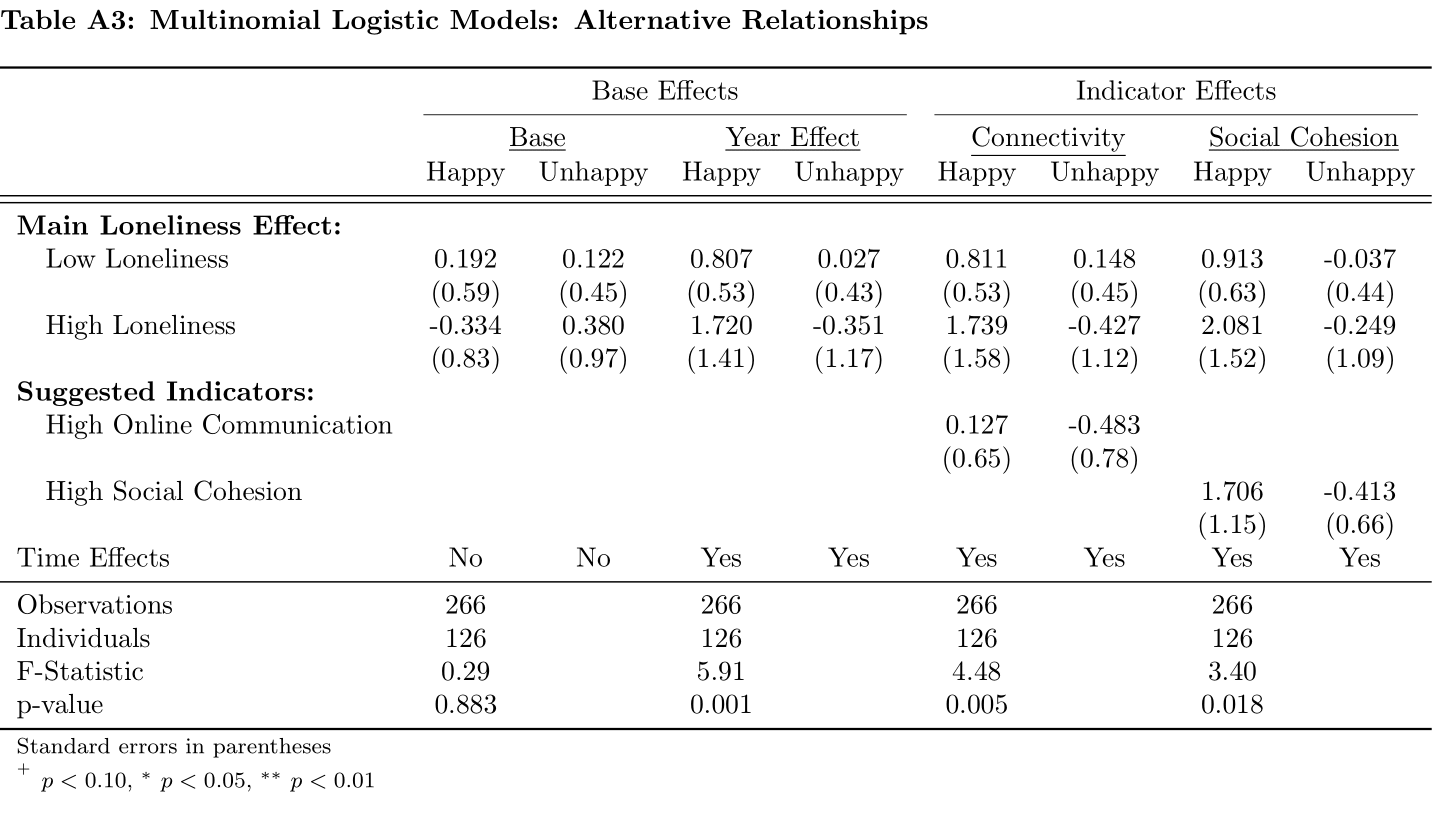 Table A3: Multinomial Logistic Models: Alternative Relationships
Base Effects Indicator Effects
Base Year Effect Connectivity Social Cohesion
Happy Unhappy Happy Unhappy Happy Unhappy Happy Unhappy
Main Loneliness Effect:
Low Loneliness 0.192 0.122 0.807 0.027 0.811 0.148 0.913 -0.037
(0.59) (0.45) (0.53) (0.43) (0.53) (0.45) (0.63) (0.44)
High Loneliness -0.334 0.380 1.720 -0.351 1.739 -0.427 2.081 -0.249
(0.83) (0.97) (1.41) (1.17) (1.58) (1.12) (1.52) (1.09)
Suggested Indicators:
High Online Communication 0.127 -0.483
(0.65) (0.78)
High Social Cohesion 1.706 -0.413
(1.15) (0.66)
Time Effects No No Yes Yes Yes Yes Yes Yes
Observations 266 266 266 266
Individuals 126 126 126 126
F-Statistic 0.29 5.91 4.48 3.40
p-value 0.883 0.001 0.005 0.018
Standard errors in parentheses
+ p < 0.10, * p < 0.05, ** p < 0.01